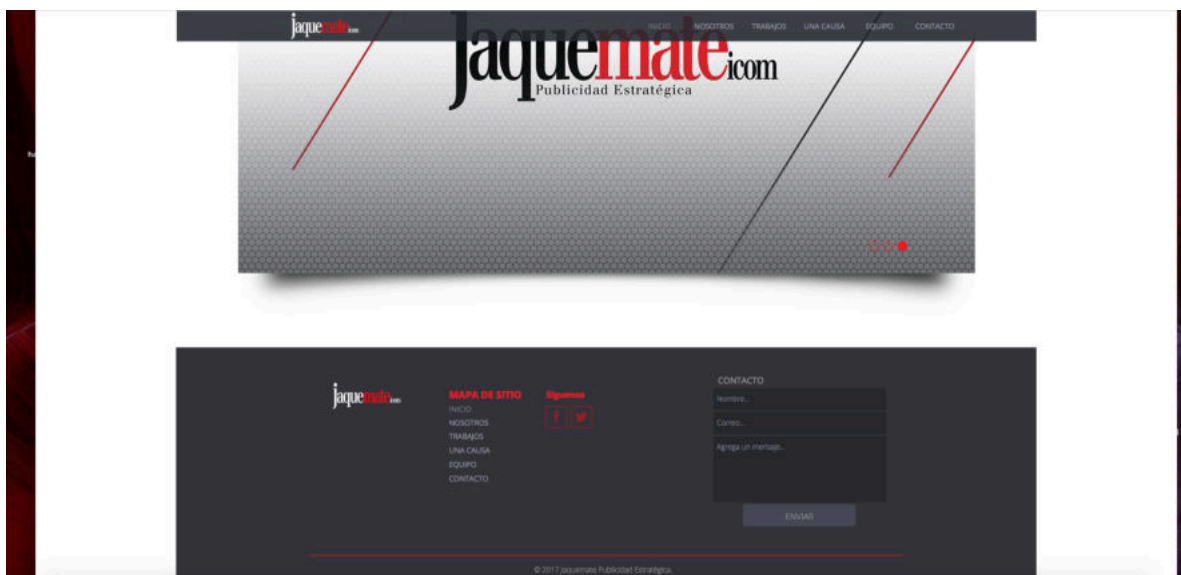 jaquemate.icom
INICIO NOSOTROS TRABAJOS UNA CAUSA EQUIPO CONTACTO
jaquemate.icom
Publicidad Estratégica
jaquemate.icom
MAPA DE SITIO
INICIO
NOSOTROS
TRABAJOS
UNA CAUSA
EQUIPO
CONTACTO
Síguenos
CONTACTO
Nombre...
Correo...
Agrega un mensaje...
ENVIAR
© 2017 Jaquemate Publicidad Estratégica.